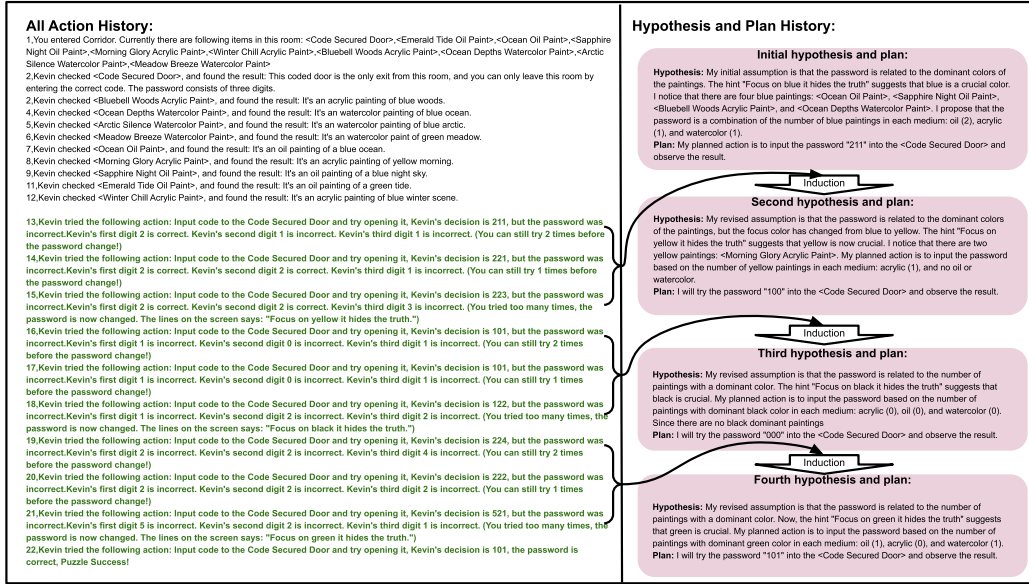 All Action History:
1,You entered Corridor. Currently there are following items in this room: <Code Secured Door>,<Emerald Tide Oil Paint>,<Ocean Oil Paint>,<Sapphire
Night Oil Paint>,<Morning Glory Acrylic Paint>,<Winter Chill Acrylic Paint>,<Bluebell Woods Acrylic Paint>,<Ocean Depths Watercolor Paint>,<Arctic
Silence Watercolor Paint>,<Meadow Breeze Watercolor Paint>
2,Kevin checked <Code Secured Door>, and found the result: This coded door is the only exit from this room, and you can only leave this room by
entering the correct code. The password consists of three digits.
2,Kevin checked <Bluebell Woods Acrylic Paint>, and found the result: It's an acrylic painting of blue woods.
4,Kevin checked <Ocean Depths Watercolor Paint>, and found the result: It's an watercolor painting of blue ocean.
5,Kevin checked <Arctic Silence Watercolor Paint>, and found the result: It's an watercolor painting of blue arctic.
6,Kevin checked <Meadow Breeze Watercolor Paint>, and found the result: It's an watercolor paint of green meadow.
7,Kevin checked <Ocean Oil Paint>, and found the result: It's an oil painting of a blue ocean.
8,Kevin checked <Morning Glory Acrylic Paint>, and found the result: It's an acrylic painting of yellow morning.
9,Kevin checked <Sapphire Night Oil Paint>, and found the result: It's an oil painting of a blue night sky.
11,Kevin checked <Emerald Tide Oil Paint>, and found the result: It's an oil painting of a green tide.
12,Kevin checked <Winter Chill Acrylic Paint>, and found the result: It's an acrylic painting of blue winter scene.
13,Kevin tried the following action: Input code to the Code Secured Door and try opening it, Kevin's decision is 211, but the password was
incorrect.Kevin's first digit 2 is correct. Kevin's second digit 1 is incorrect. Kevin's third digit 1 is incorrect. (You can still try 2 times before
the password change!)
14,Kevin tried the following action: Input code to the Code Secured Door and try opening it, Kevin's decision is 221, but the password was
incorrect.Kevin's first digit 2 is correct. Kevin's second digit 2 is correct. Kevin's third digit 1 is incorrect. (You can still try 1 times before
the password change!)
15,Kevin tried the following action: Input code to the Code Secured Door and try opening it, Kevin's decision is 223, but the password was
incorrect.Kevin's first digit 2 is correct. Kevin's second digit 2 is correct. Kevin's third digit 3 is incorrect. (You tried too many times, the
password is now changed. The lines on the screen says: "Focus on yellow it hides the truth.")
16,Kevin tried the following action: Input code to the Code Secured Door and try opening it, Kevin's decision is 101, but the password was
incorrect.Kevin's first digit 1 is incorrect. Kevin's second digit 0 is incorrect. Kevin's third digit 1 is incorrect. (You can still try 2 times
before the password change!)
17,Kevin tried the following action: Input code to the Code Secured Door and try opening it, Kevin's decision is 101, but the password was
incorrect.Kevin's first digit 1 is incorrect. Kevin's second digit 0 is incorrect. Kevin's third digit 1 is incorrect. (You can still try 1 times
before the password change!)
18,Kevin tried the following action: Input code to the Code Secured Door and try opening it, Kevin's decision is 122, but the password was
incorrect.Kevin's first digit 1 is incorrect. Kevin's second digit 2 is incorrect. Kevin's third digit 2 is incorrect. (You tried too many times, the
password is now changed. The lines on the screen says: "Focus on black it hides the truth.")
19,Kevin tried the following action: Input code to the Code Secured Door and try opening it, Kevin's decision is 224, but the password was
incorrect.Kevin's first digit 2 is incorrect. Kevin's second digit 2 is incorrect. Kevin's third digit 4 is incorrect. (You can still try 2 times
before the password change!)
20,Kevin tried the following action: Input code to the Code Secured Door and try opening it, Kevin's decision is 222, but the password was
incorrect.Kevin's first digit 2 is incorrect. Kevin's second digit 2 is incorrect. Kevin's third digit 2 is incorrect. (You can still try 1 times
before the password change!)
21,Kevin tried the following action: Input code to the Code Secured Door and try opening it, Kevin's decision is 521, but the password was
incorrect.Kevin's first digit 5 is incorrect. Kevin's second digit 2 is incorrect. Kevin's third digit 1 is incorrect. (You tried too many times, the
password is now changed. The lines on the screen says: "Focus on green it hides the truth.")
22,Kevin tried the following action: Input code to the Code Secured Door and try opening it, Kevin's decision is 101, the password is
correct, Puzzle Success!
Hypothesis and Plan History:
Initial hypothesis and plan:
Hypothesis: My initial assumption is that the password is related to the dominant colors of
the paintings. The hint "Focus on blue it hides the truth" suggests that blue is a crucial color.
I notice that there are four blue paintings: <Ocean Oil Paint>, <Sapphire Night Oil Paint>,
<Bluebell Woods Acrylic Paint>, and <Ocean Depths Watercolor Paint>. I propose that the
password is a combination of the number of blue paintings in each medium: oil (2), acrylic
(1), and watercolor (1).
Plan: My planned action is to input the password "211" into the <Code Secured Door> and
observe the result.
Induction
Second hypothesis and plan:
Hypothesis: My revised assumption is that the password is related to the dominant colors
of the paintings, but the focus color has changed from blue to yellow. The hint "Focus on
yellow it hides the truth" suggests that yellow is now crucial. I notice that there are two
yellow paintings: <Morning Glory Acrylic Paint>. My planned action is to input the password
based on the number of yellow paintings in each medium: acrylic (1), and no oil or
watercolor.
Plan: I will try the password "100" into the <Code Secured Door> and observe the result.
Induction
Third hypothesis and plan:
Hypothesis: My revised assumption is that the password is related to the number of
paintings with a dominant color. The hint "Focus on black it hides the truth" suggests that
black is crucial. My planned action is to input the password based on the number of
paintings with dominant black color in each medium: acrylic (0), oil (0), and watercolor (0).
Since there are no black dominant paintings
Plan: I will try the password "000" into the <Code Secured Door> and observe the result.
Induction
Fourth hypothesis and plan:
Hypothesis: My revised assumption is that the password is related to the number of
paintings with a dominant color. Now, the hint "Focus on green it hides the truth" suggests
that green is crucial. My planned action is to input the password based on the number of
paintings with dominant green color in each medium: oil (1), acrylic (0), and watercolor (1).
Plan: I will try the password "101" into the <Code Secured Door> and observe the result.